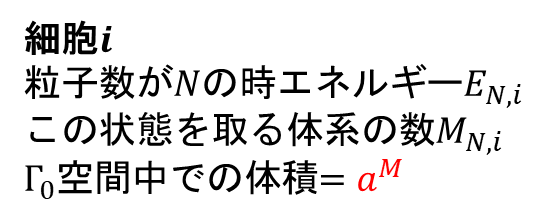 細胞i
粒子数がNの時エネルギーE_{N,i}
この状態を取る体系の数M_{N,i}
Γ₀空間中での体積= a^M